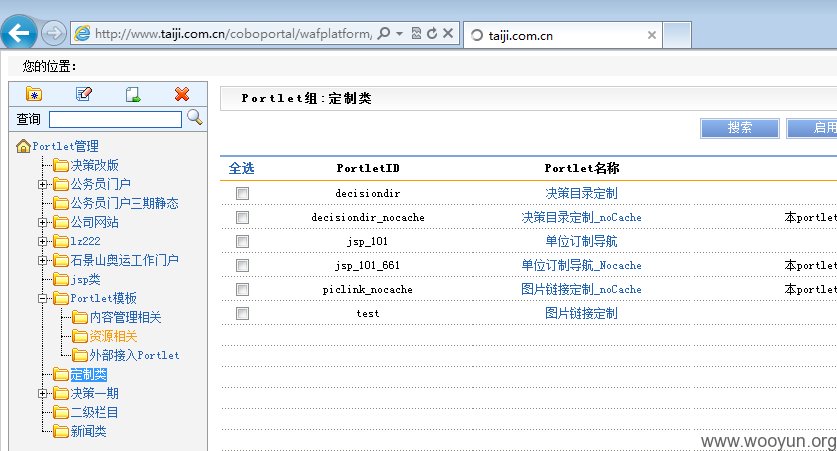 http://www.taiji.com.cn/coboportal/wafplatform,
taiji.com.cn
您的位置:
查询
Portlet管理
决策改版
公务员门户
公务员门户三期静态
公司网站
lz222
石景山奥运工作门户
jsp类
Portlet模板
内容管理相关
资源相关
外部接入Portlet
定制类
决策一期
二级栏目
新闻类
Portlet组:定制类
搜索 启用
全选 PortletID Portlet名称
decisiondir 决策目录定制
decisiondir_nocache 决策目录定制_noCache 本portlet
jsp_101 单位订制导航
jsp_101_661 单位订制导航_Nocache 本portlet
piclink_nocache 图片链接定制_noCache 本portlet
test 图片链接定制
www.wooyun.org